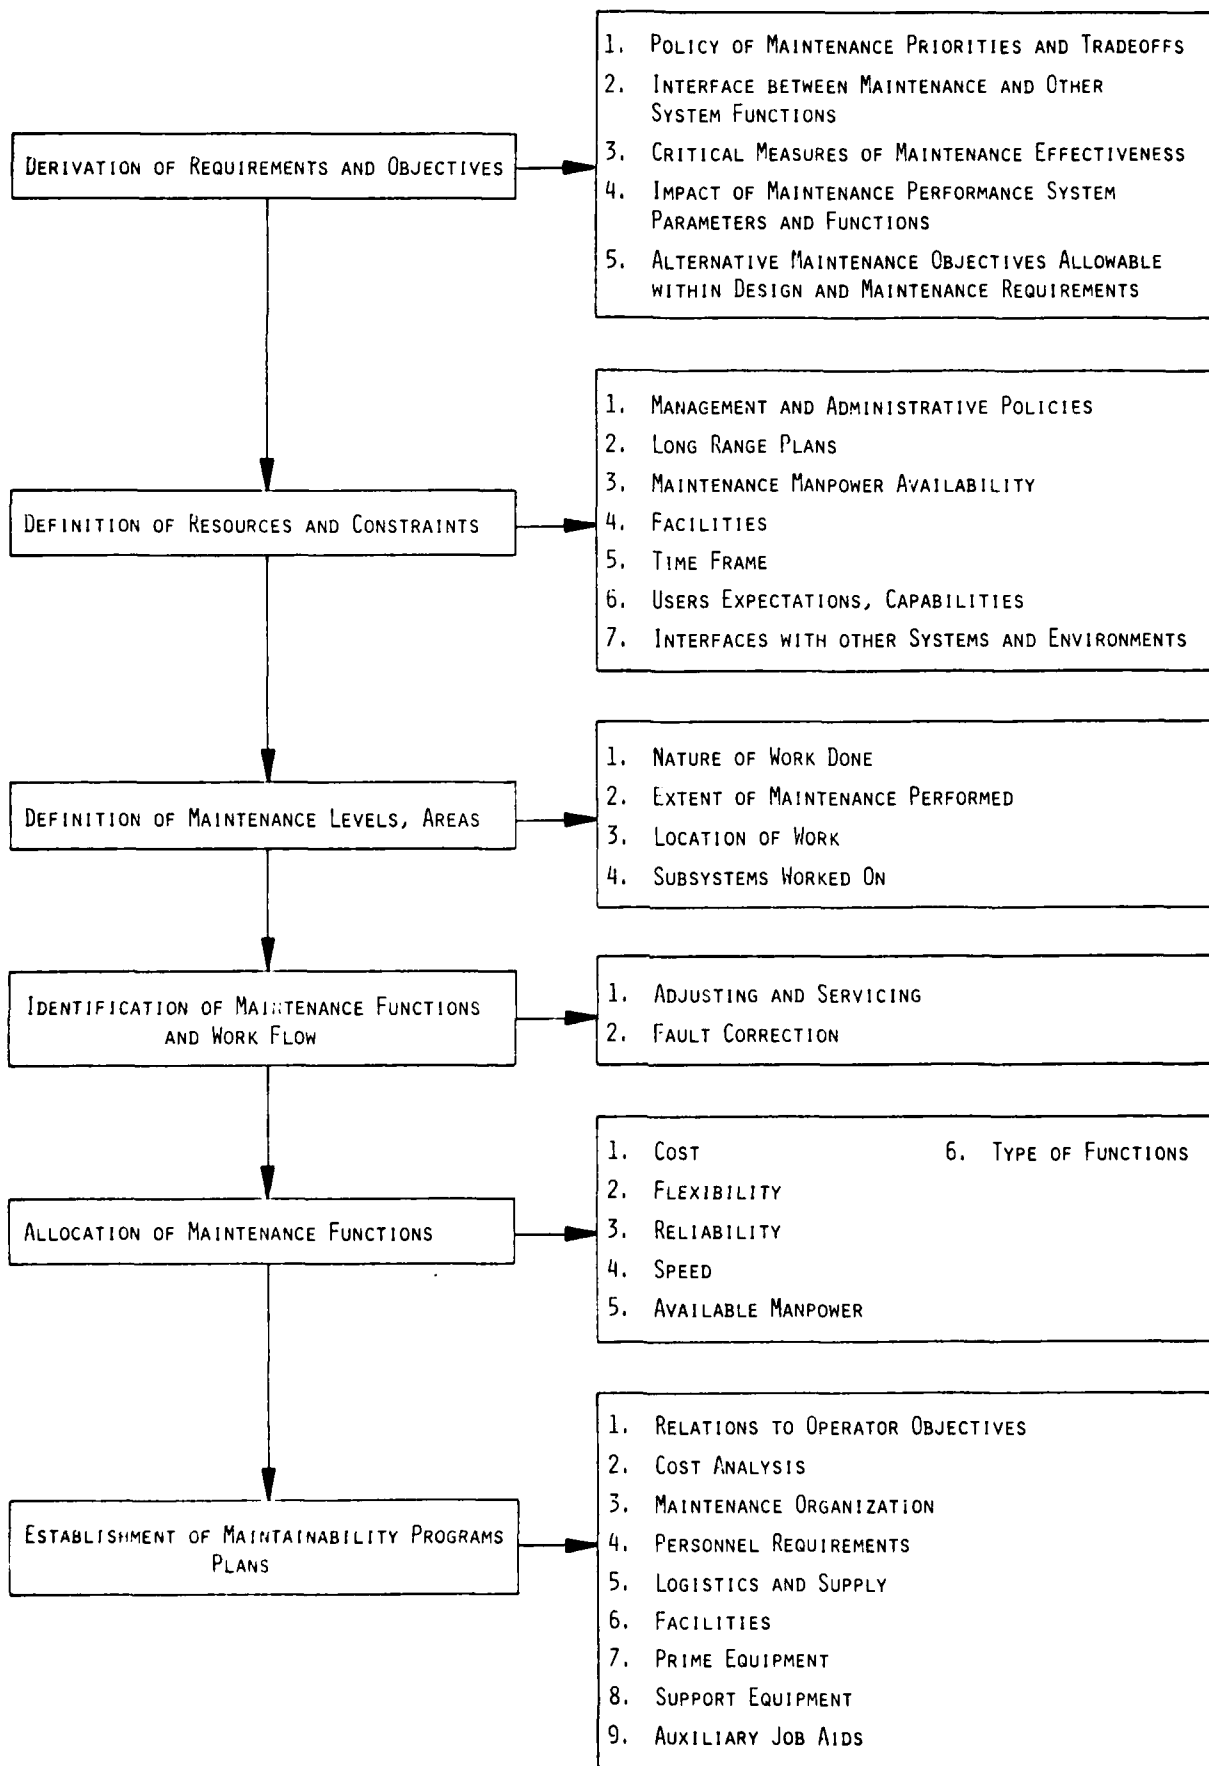 DERIVATION OF REQUIREMENTS AND OBJECTIVES
1. POLICY OF MAINTENANCE PRIORITIES AND TRADEOFFS
2. INTERFACE BETWEEN MAINTENANCE AND OTHER
SYSTEM FUNCTIONS
3. CRITICAL MEASURES OF MAINTENANCE EFFECTIVENESS
4. IMPACT OF MAINTENANCE PERFORMANCE SYSTEM
PARAMETERS AND FUNCTIONS
5. ALTERNATIVE MAINTENANCE OBJECTIVES ALLOWABLE
WITHIN DESIGN AND MAINTENANCE REQUIREMENTS
DEFINITION OF RESOURCES AND CONSTRAINTS
1. MANAGEMENT AND ADMINISTRATIVE POLICIES
2. LONG RANGE PLANS
3. MAINTENANCE MANPOWER AVAILABILITY
4. FACILITIES
5. TIME FRAME
6. USERS EXPECTATIONS, CAPABILITIES
7. INTERFACES WITH OTHER SYSTEMS AND ENVIRONMENTS
DEFINITION OF MAINTENANCE LEVELS, AREAS
1. NATURE OF WORK DONE
2. EXTENT OF MAINTENANCE PERFORMED
3. LOCATION OF WORK
4. SUBSYSTEMS WORKED ON
IDENTIFICATION OF MAINTENANCE FUNCTIONS
AND WORK FLOW
1. ADJUSTING AND SERVICING
2. FAULT CORRECTION
ALLOCATION OF MAINTENANCE FUNCTIONS
1. COST
2. FLEXIBILITY
3. RELIABILITY
4. SPEED
5. AVAILABLE MANPOWER
6. TYPE OF FUNCTIONS
ESTABLISHMENT OF MAINTAINABILITY PROGRAMS
PLANS
1. RELATIONS TO OPERATOR OBJECTIVES
2. COST ANALYSIS
3. MAINTENANCE ORGANIZATION
4. PERSONNEL REQUIREMENTS
5. LOGISTICS AND SUPPLY
6. FACILITIES
7. PRIME EQUIPMENT
8. SUPPORT EQUIPMENT
9. AUXILIARY JOB AIDS